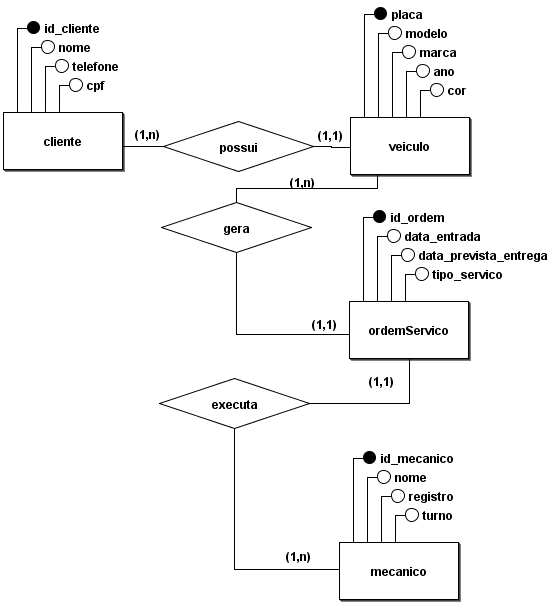 id_cliente
nome
telefone
cpf
cliente
(1,n)
possui
(1,1)
placa
modelo
marca
ano
cor
veiculo
(1,n)
gera
(1,1)
id_ordem
data_entrada
data_prevista_entrega
tipo_servico
ordemServico
(1,1)
executa
(1,n)
id_mecanico
nome
registro
turno
mecanico